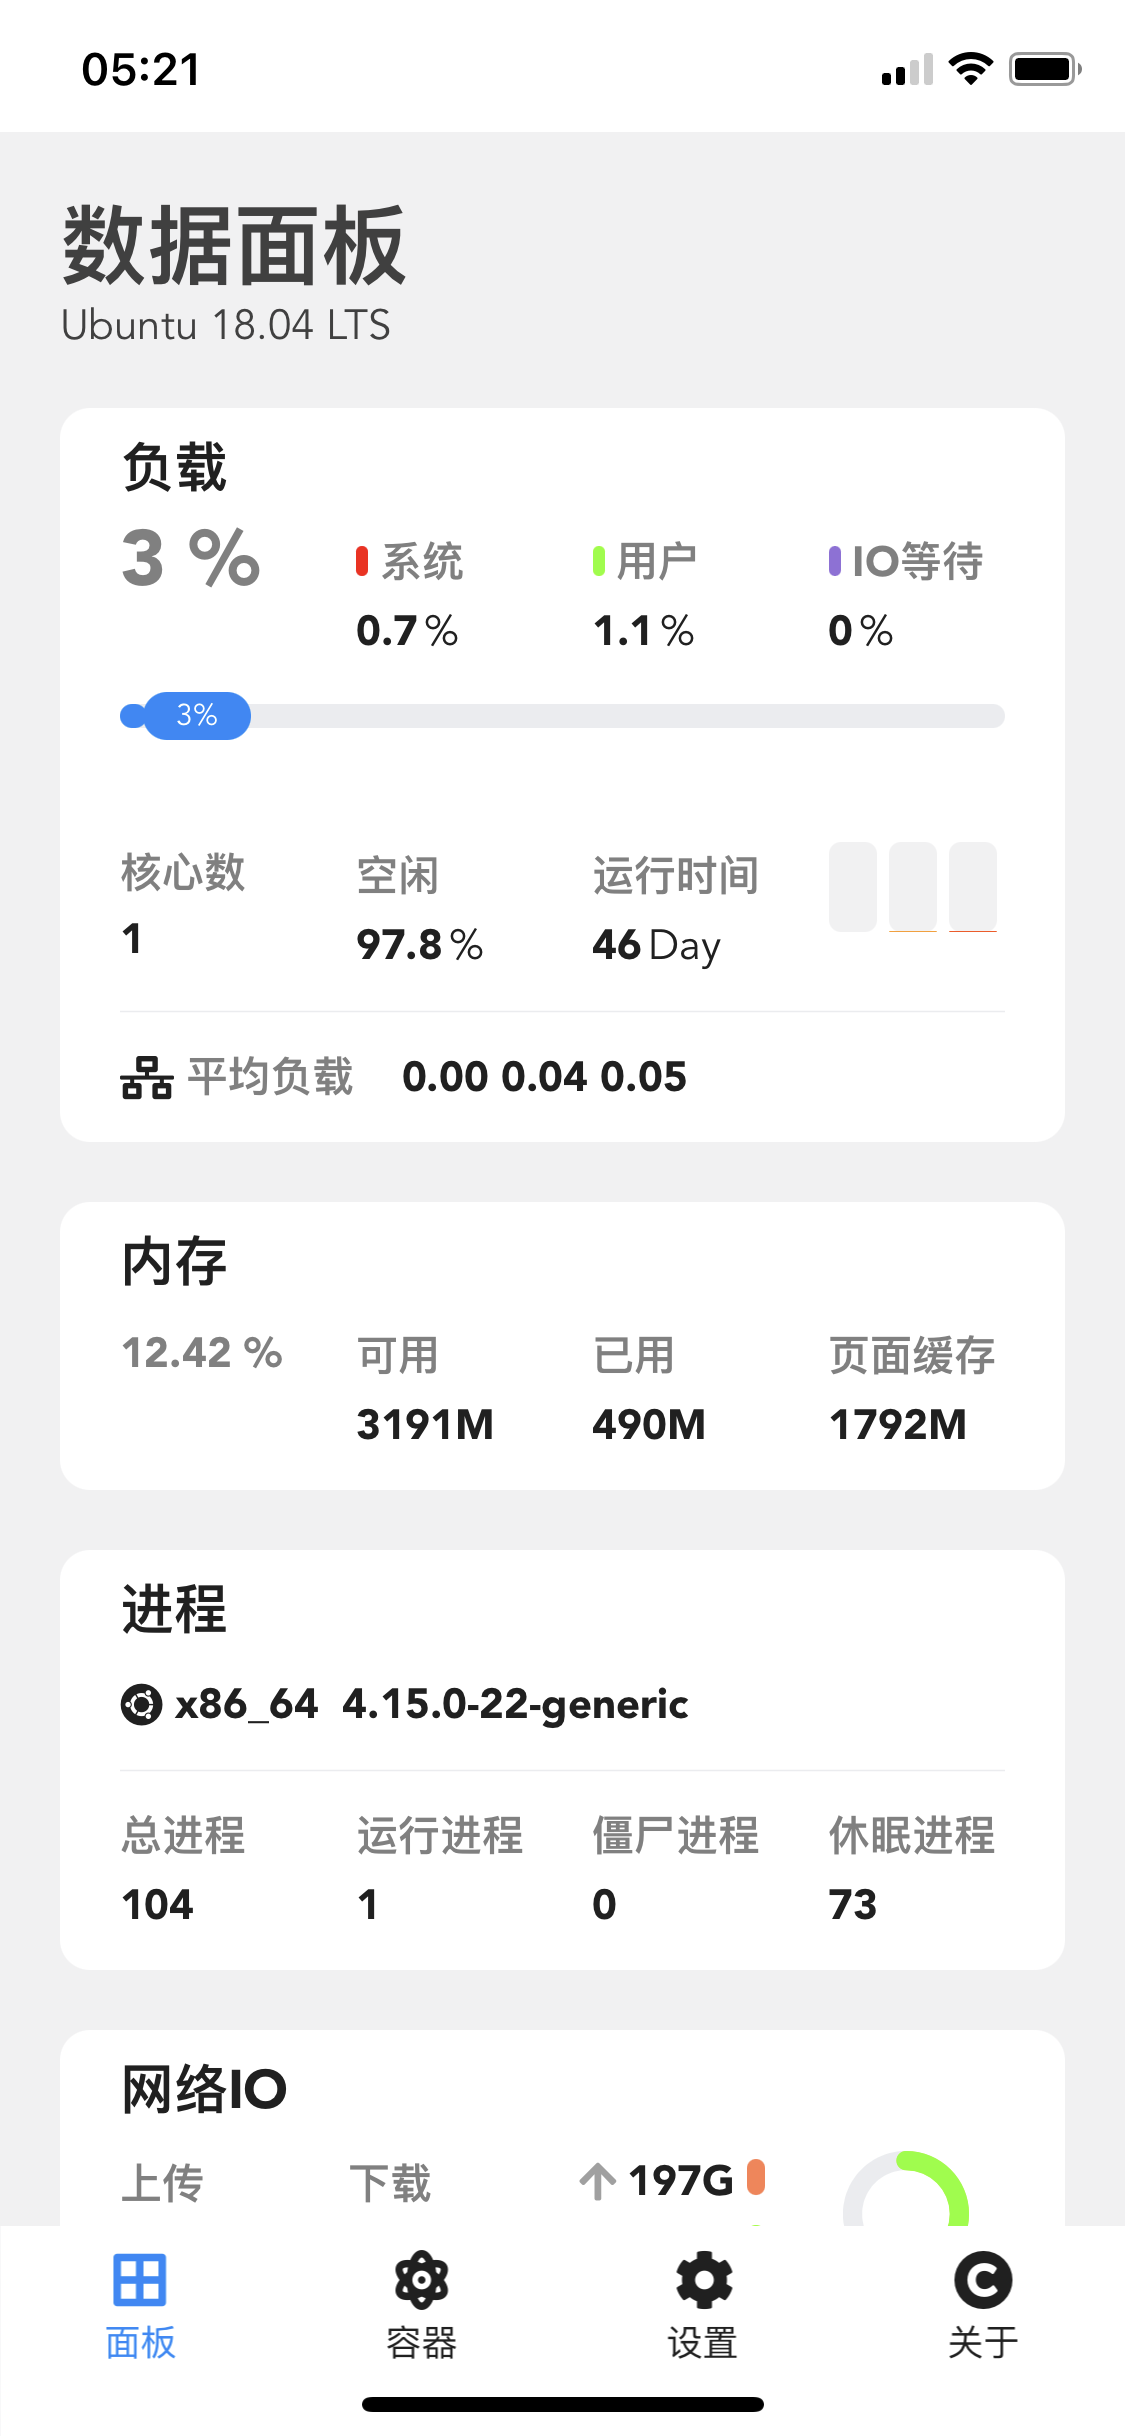 05:21
数据面板
Ubuntu 18.04 LTS
负载
3 %
系统 用户 IO等待
0.7 % 1.1 % 0 %
3%
核心数 空闲 运行时间
1 97.8 % 46 Day
平均负载 0.00 0.04 0.05
内存
12.42 % 可用 已用 页面缓存
3191M 490M 1792M
进程
x86_64 4.15.0-22-generic
总进程 运行进程 僵尸进程 休眠进程
104 1 0 73
网络IO
上传 下载 197G
面板 容器 设置 关于